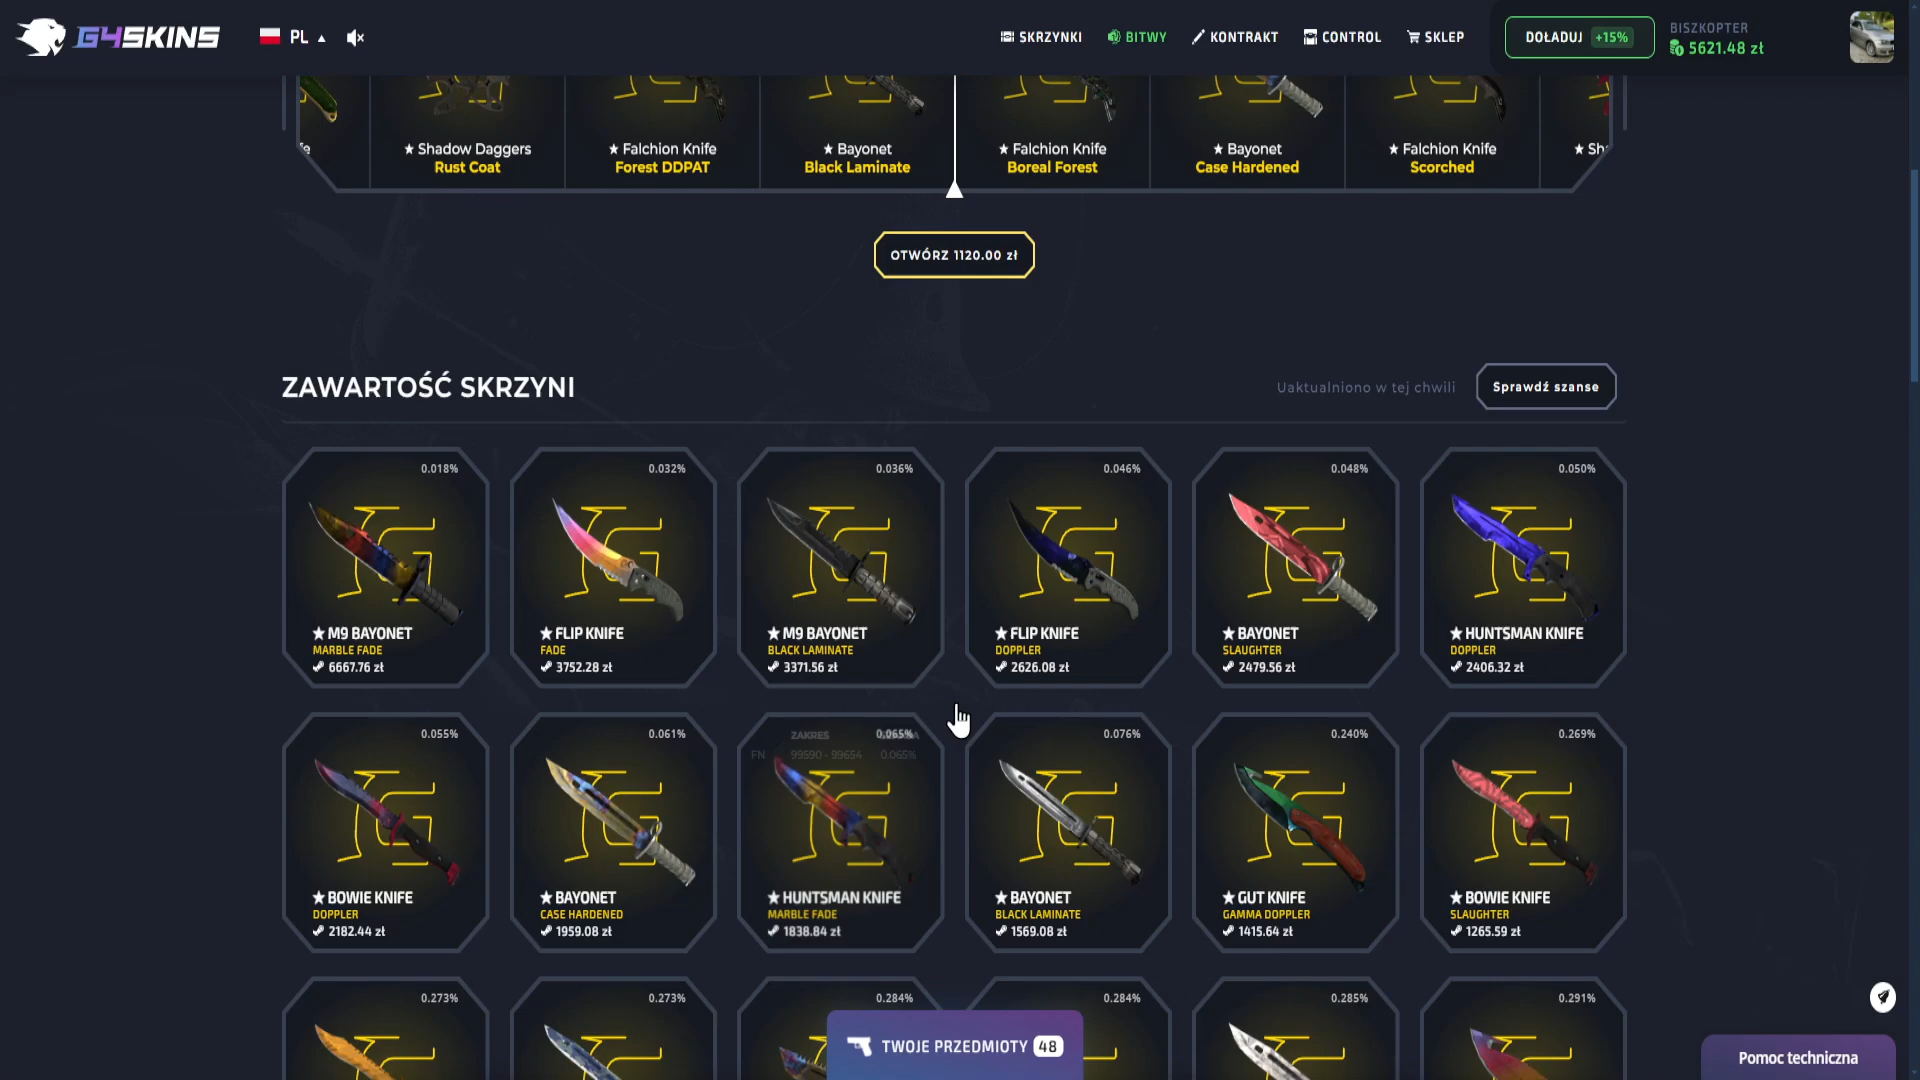 G4SKINS
PL
SKRZYNKI
BITWY
KONTRAKT
CONTROL
SKLEP
DOŁADUJ +15%
BISZKOPTER
5621.48 zł
fe
★ Shadow Daggers
Rust Coat
★ Falchion Knife
Forest DDPAT
★ Bayonet
Black Laminate
★ Falchion Knife
Boreal Forest
★ Bayonet
Case Hardened
★ Falchion Knife
Scorched
★ Sh
OTWÓRZ 1120.00 zł
ZAWARTOŚĆ SKRZYNI
Uaktualniono w tej chwili
Sprawdź szanse
0.018%
★ M9 BAYONET
MARBLE FADE
6667.76 zł
0.032%
★ FLIP KNIFE
FADE
3752.28 zł
0.036%
★ M9 BAYONET
BLACK LAMINATE
3371.56 zł
0.046%
★ FLIP KNIFE
DOPPLER
2626.08 zł
0.048%
★ BAYONET
SLAUGHTER
2479.56 zł
0.050%
★ HUNTSMAN KNIFE
DOPPLER
2406.32 zł
0.055%
★ BOWIE KNIFE
DOPPLER
2182.44 zł
0.061%
★ BAYONET
CASE HARDENED
1959.08 zł
ZAKRES
0.065%
FN 99590 - 99654 0.065%
★ HUNTSMAN KNIFE
MARBLE FADE
1838.84 zł
0.076%
★ BAYONET
BLACK LAMINATE
1569.08 zł
0.240%
★ GUT KNIFE
GAMMA DOPPLER
1415.64 zł
0.269%
★ BOWIE KNIFE
SLAUGHTER
1265.59 zł
0.273%
0.273%
0.284%
0.284%
0.285%
0.291%
TWOJE PRZEDMIOTY 48
Pomoc techniczna